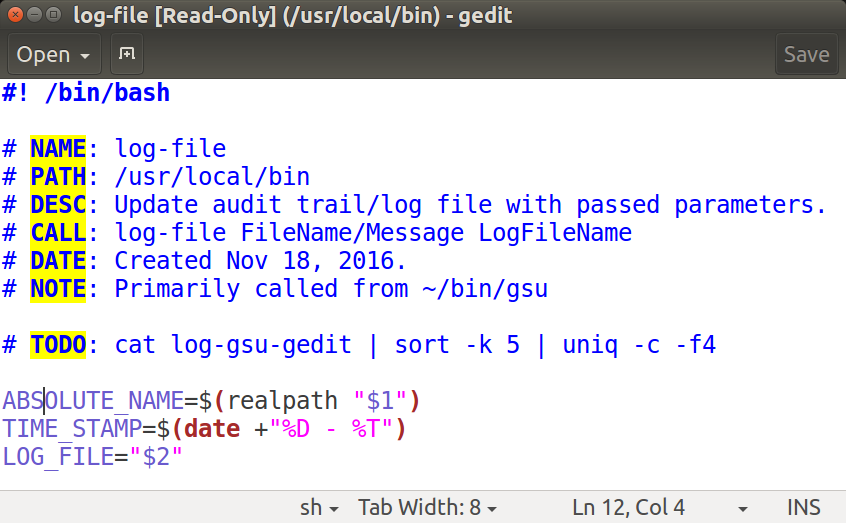 log-file [Read-Only] (/usr/local/bin) - gedit
Open
Save
#! /bin/bash
# NAME: log-file
# PATH: /usr/local/bin
# DESC: Update audit trail/log file with passed parameters.
# CALL: log-file FileName/Message LogFileName
# DATE: Created Nov 18, 2016.
# NOTE: Primarily called from ~/bin/gsu
# TODO: cat log-gsu-gedit | sort -k 5 | uniq -c -f4
ABSOLUTE_NAME=$(realpath "$1")
TIME_STAMP=$(date +"%D - %T")
LOG_FILE="$2"
sh Tab Width: 8 Ln 12, Col 4 INS